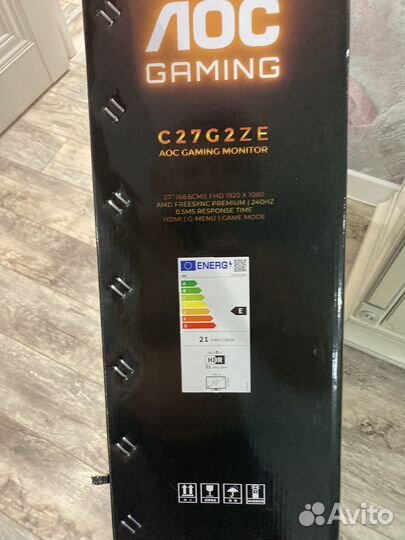 AOC
GAMING
C27G2ZE
AOC GAMING MONITOR
27" (68.6CM) | FHD 1920 X 1080
AMD FREESYNC PREMIUM | 240HZ
0.5MS RESPONSE TIME
HDMI | G-MENU | GAME MODE
ENERG
A
B
C
D
E
F
G
E
21
HDR
21
Avito